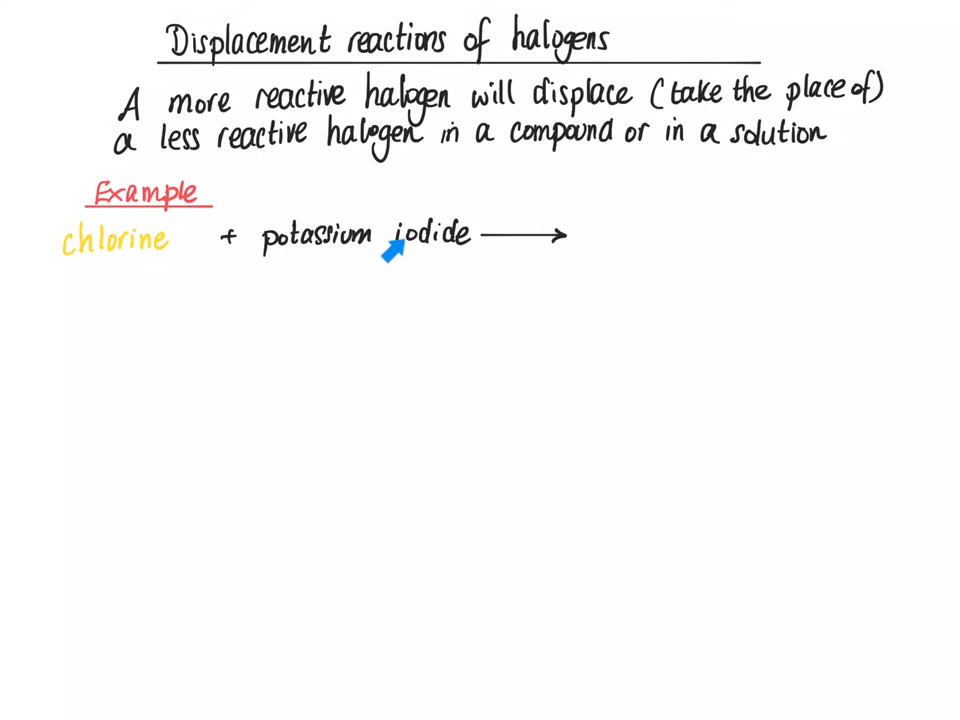 Displacement reactions of halogens
A more reactive halogen will displace (take the place of)
a less reactive halogen in a compound or in a solution
Example
chlorine + potassium iodide ⟶